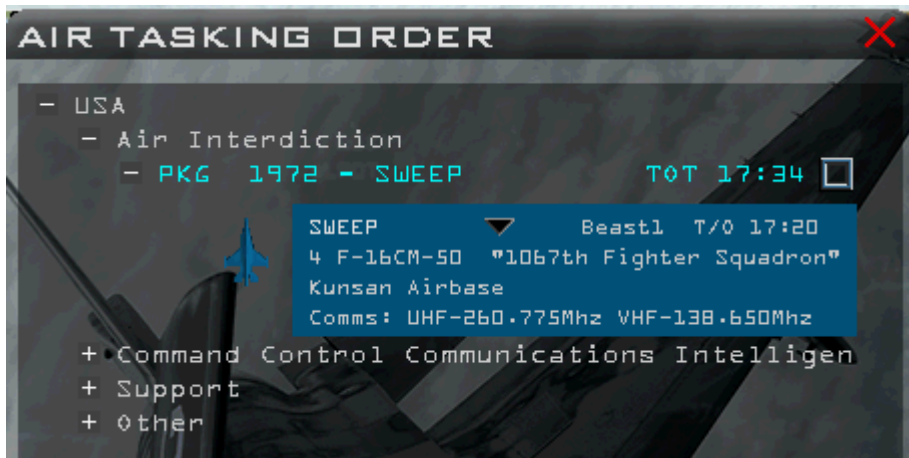 AIR TASKING ORDER
- USA
- Air Interdiction
- PKG 1972 - SWEEP TOT 17:34
SWEEP Beast1 T/O 17:20
4 F-16CM-50 "1067th Fighter Squadron"
Kunsan Airbase
Comms: UHF-260.775Mhz VHF-138.650Mhz
+ Command Control Communications Intelligen
+ Support
+ Other